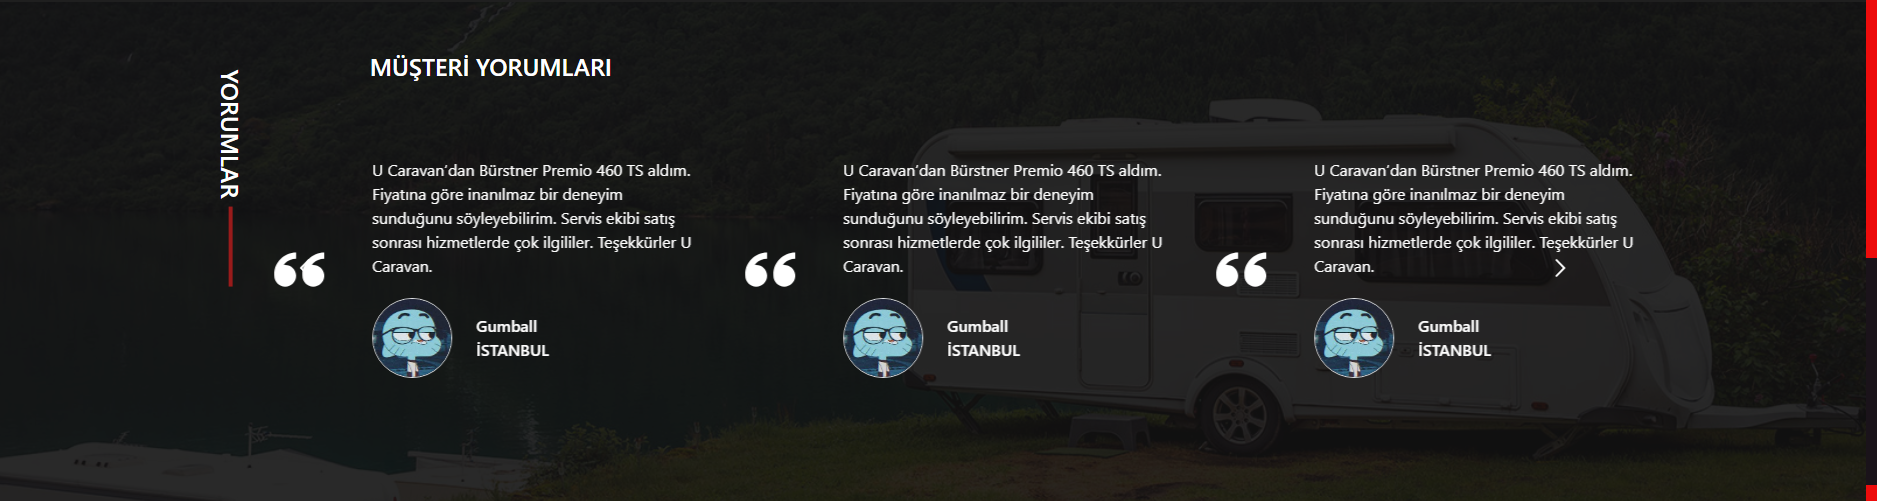 MÜŞTERİ YORUMLARI
YORUMLAR
U Caravan’dan Bürstner Premio 460 TS aldım.
Fiyatına göre inanılmaz bir deneyim
sunduğunu söyleyebilirim. Servis ekibi satış
sonrası hizmetlerde çok ilgililer. Teşekkürler U
Caravan.
Gumball
İSTANBUL
U Caravan’dan Bürstner Premio 460 TS aldım.
Fiyatına göre inanılmaz bir deneyim
sunduğunu söyleyebilirim. Servis ekibi satış
sonrası hizmetlerde çok ilgililer. Teşekkürler U
Caravan.
Gumball
İSTANBUL
U Caravan’dan Bürstner Premio 460 TS aldım.
Fiyatına göre inanılmaz bir deneyim
sunduğunu söyleyebilirim. Servis ekibi satış
sonrası hizmetlerde çok ilgililer. Teşekkürler U
Caravan.
Gumball
İSTANBUL